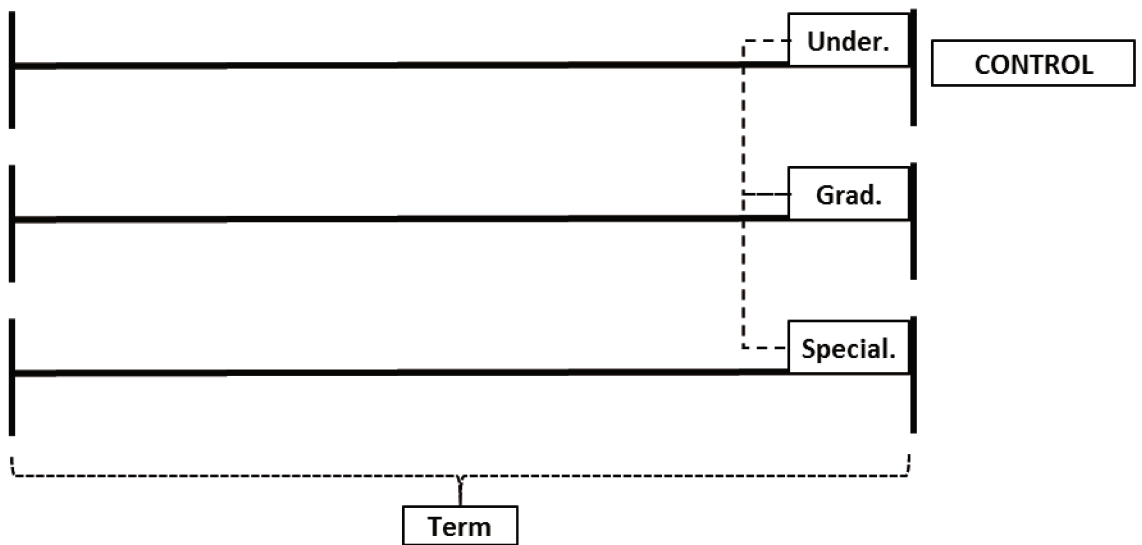 Under.
CONTROL
Grad.
Special.
Term